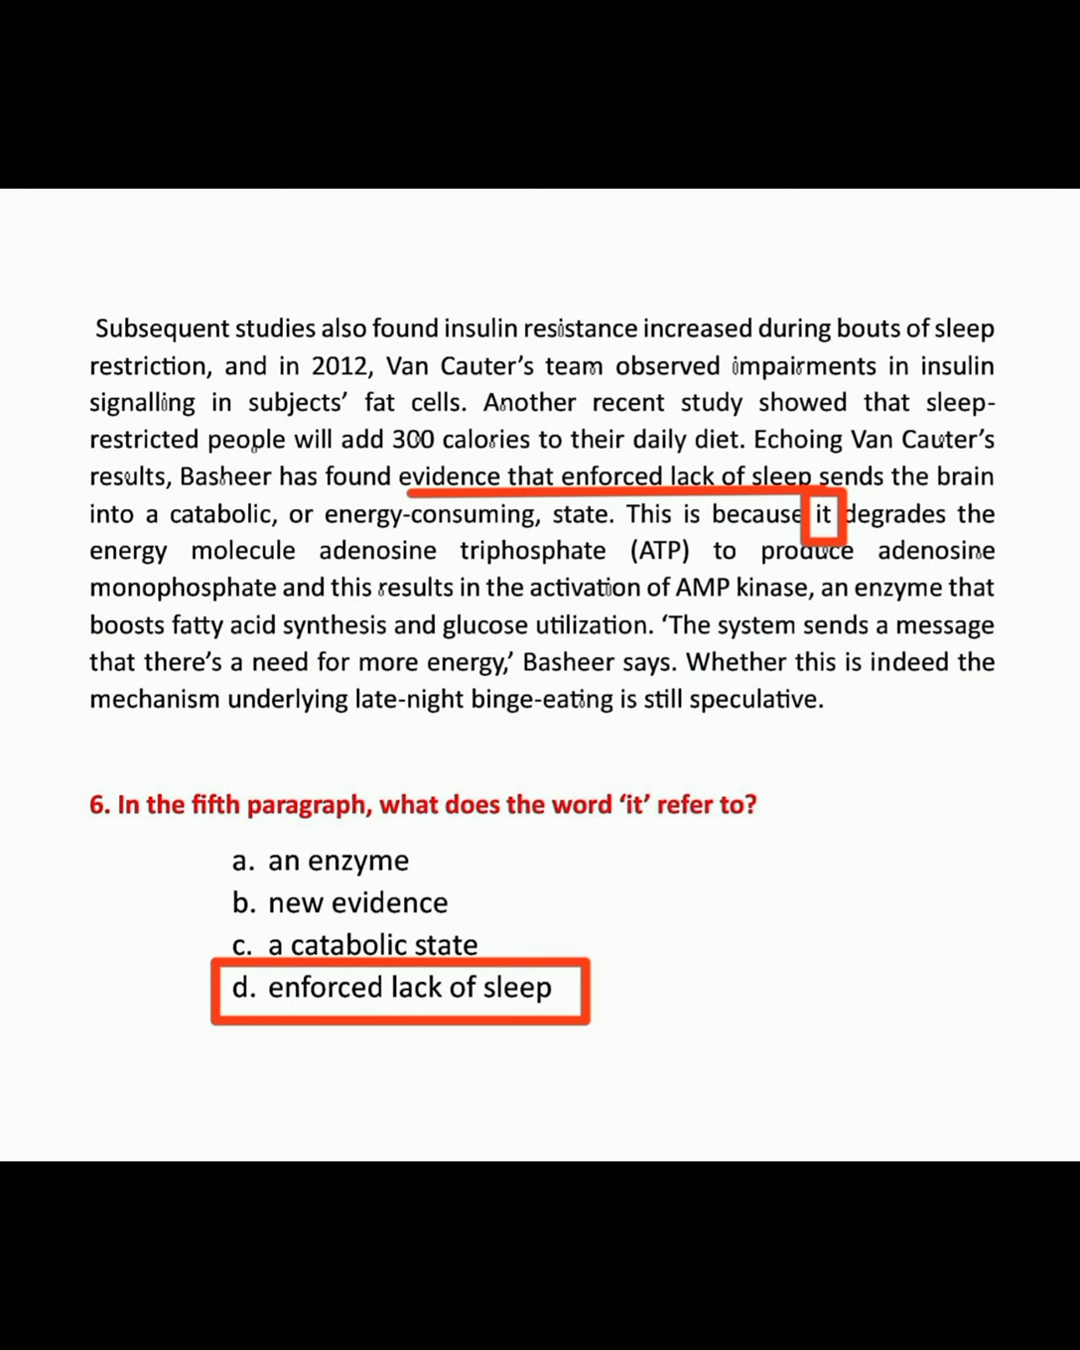 Subsequent studies also found insulin resistance increased during bouts of sleep
restriction, and in 2012, Van Cauter’s team observed impairments in insulin
signalling in subjects’ fat cells. Another recent study showed that sleep-
restricted people will add 300 calories to their daily diet. Echoing Van Cauter’s
results, Basheer has found evidence that enforced lack of sleep sends the brain
into a catabolic, or energy-consuming, state. This is because it degrades the
energy molecule adenosine triphosphate (ATP) to produce adenosine
monophosphate and this results in the activation of AMP kinase, an enzyme that
boosts fatty acid synthesis and glucose utilization. ‘The system sends a message
that there’s a need for more energy,’ Basheer says. Whether this is indeed the
mechanism underlying late-night binge-eating is still speculative.
6. In the fifth paragraph, what does the word ‘it’ refer to?
a. an enzyme
b. new evidence
c. a catabolic state
d. enforced lack of sleep